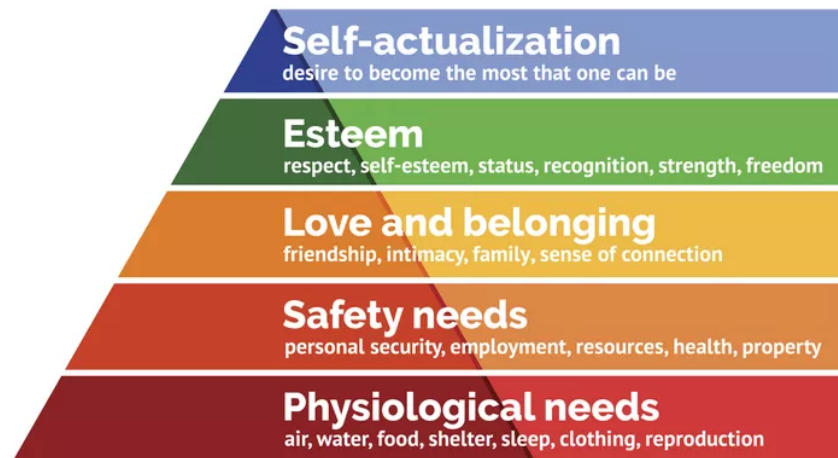 Self-actualization
desire to become the most that one can be
Esteem
respect, self-esteem, status, recognition, strength, freedom
Love and belonging
friendship, intimacy, family, sense of connection
Safety needs
personal security, employment, resources, health, property
Physiological needs
air, water, food, shelter, sleep, clothing, reproduction